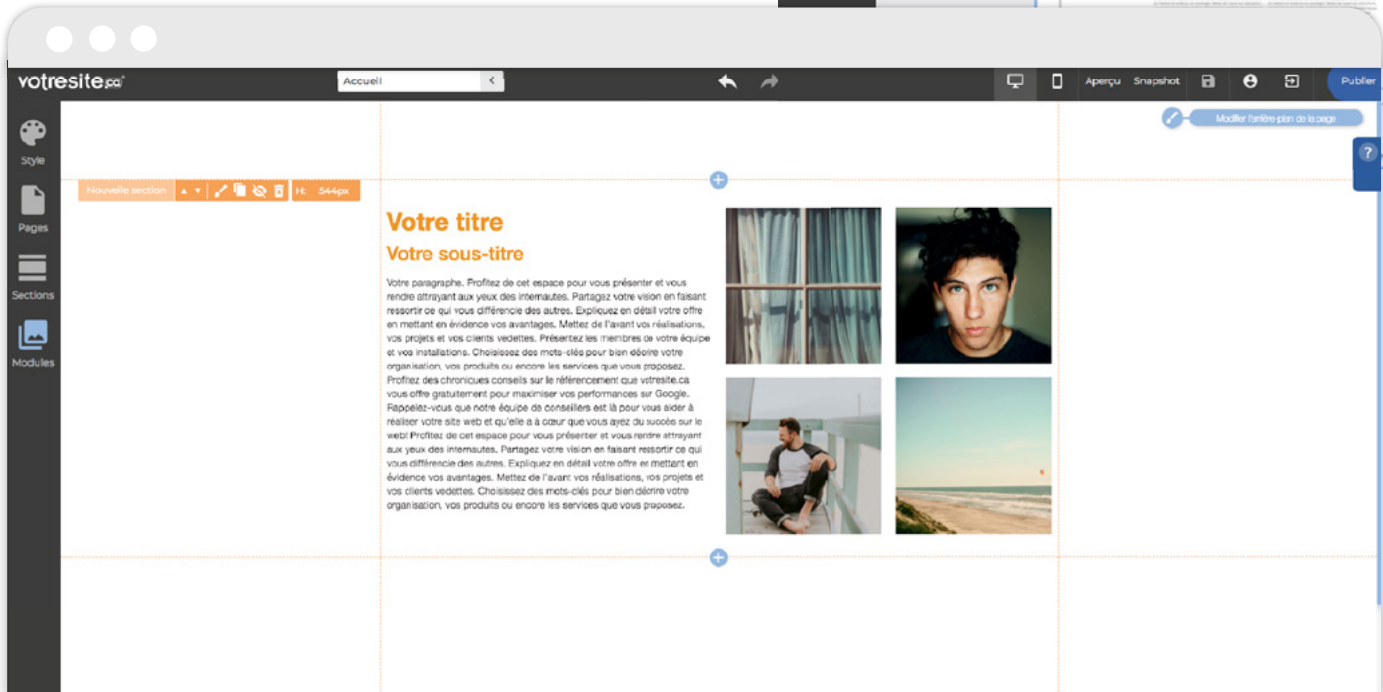 votresite.ca
Accueil
Aperçu Snapshot
Publier
Modifier l'arrière-plan de la page
?
Style
Pages
Sections
Modules
Nouvelle section
H: 544px
Votre titre
Votre sous-titre
Votre paragraphe. Profitez de cet espace pour vous présenter et vous
rendre attrayant aux yeux des internautes. Partagez votre vision en faisant
ressortir ce qui vous différencie des autres. Expliquez en détail votre offre
en mettant en évidence vos avantages. Mettez de l'avant vos réalisations,
vos projets et vos clients vedettes. Présentez les membres de votre équipe
et vos installations. Choisissez des mots-clés pour bien décrire votre
organisation, vos produits ou encore les services que vous proposez.
Profitez des chroniques conseils sur le référencement que votresite.ca
vous offre gratuitement pour maximiser vos performances sur Google.
Rappelez-vous que notre équipe de conseillers est là pour vous aider à
réaliser votre site web et qu'elle a à cœur que vous ayez du succès sur le
web! Profitez de cet espace pour vous présenter et vous rendre attrayant
aux yeux des internautes. Partagez votre vision en faisant ressortir ce qui
vous différencie des autres. Expliquez en détail votre offre en mettant en
évidence vos avantages. Mettez de l'avant vos réalisations, vos projets et
vos clients vedettes. Choisissez des mots-clés pour bien décrire votre
organisation, vos produits ou encore les services que vous proposez.